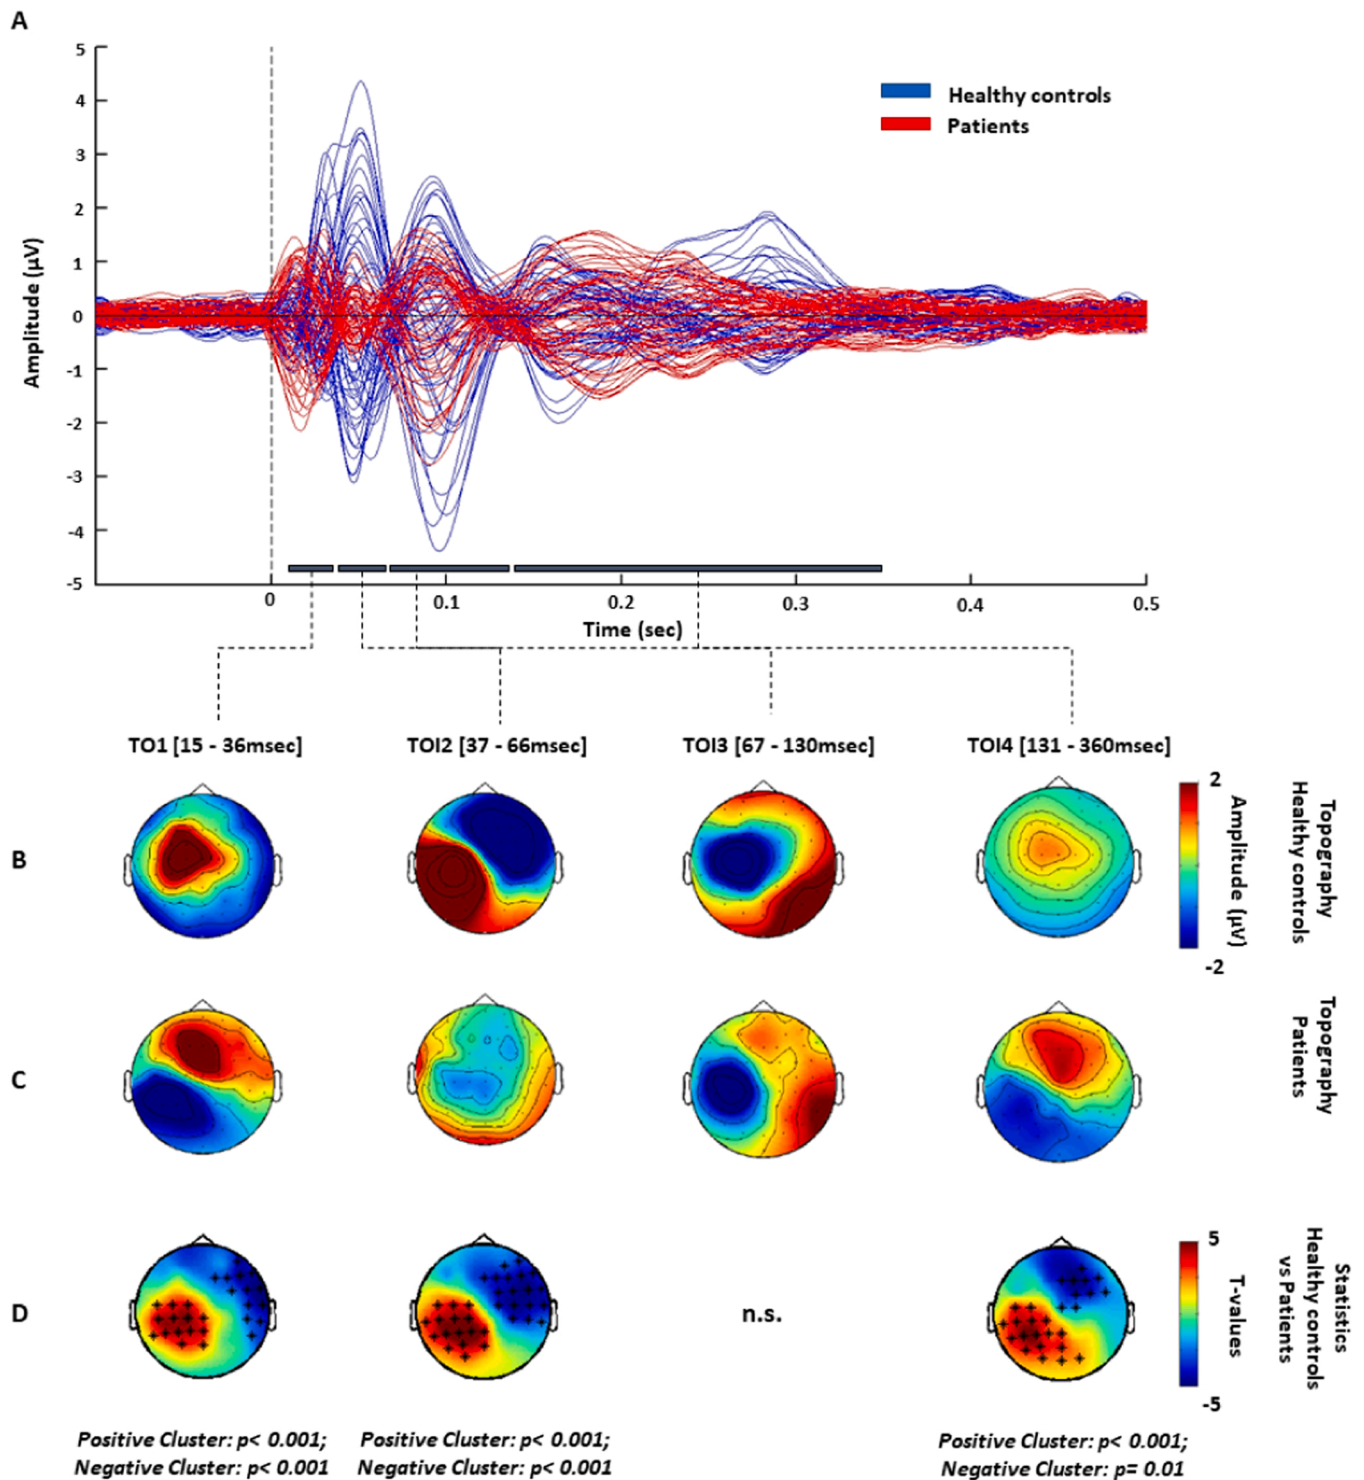 A
5
4
3
2
1
0
-1
-2
-3
-4
-5
Amplitude (µV)
Healthy controls
Patients
0
0.1
0.2
0.3
0.4
0.5
Time (sec)
TO1 [15 - 36msec]
TOI2 [37 - 66msec]
TOI3 [67 - 130msec]
TOI4 [131 - 360msec]
B
2
-2
Amplitude (µV)
Topography
Healthy controls
C
Topography
Patients
D
n.s.
5
-5
T-values
Statistics
Healthy controls
vs Patients
Positive Cluster: p< 0.001;
Negative Cluster: p< 0.001
Positive Cluster: p< 0.001;
Negative Cluster: p< 0.001
Positive Cluster: p< 0.001;
Negative Cluster: p= 0.01